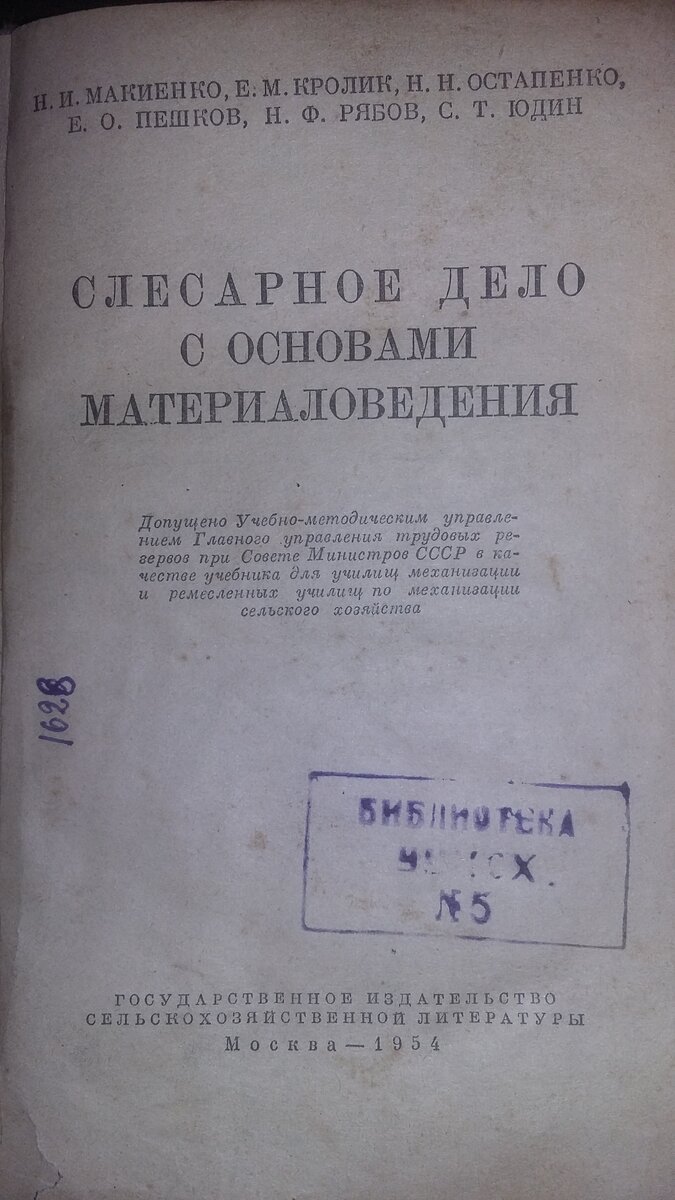 Н. И. МАКИЕНКО, Е. М. КРОЛИК, Н. Н. ОСТАПЕНКО,
Е. О. ПЕШКОВ, Н. Ф. РЯБОВ, С. Т. ЮДИН
СЛЕСАРНОЕ ДЕЛО
С ОСНОВАМИ
МАТЕРИАЛОВЕДЕНИЯ
Допущено Учебно-методическим управле-
нием Главного управления трудовых ре-
зервов при Совете Министров СССР в ка-
честве учебника для училищ механизации
и ремесленных училищ по механизации
сельского хозяйства
1628
БИБЛИОТЕКА
№5
ГОСУДАРСТВЕННОЕ ИЗДАТЕЛЬСТВО
СЕЛЬСКОХОЗЯЙСТВЕННОЙ ЛИТЕРАТУРЫ
Москва — 1954